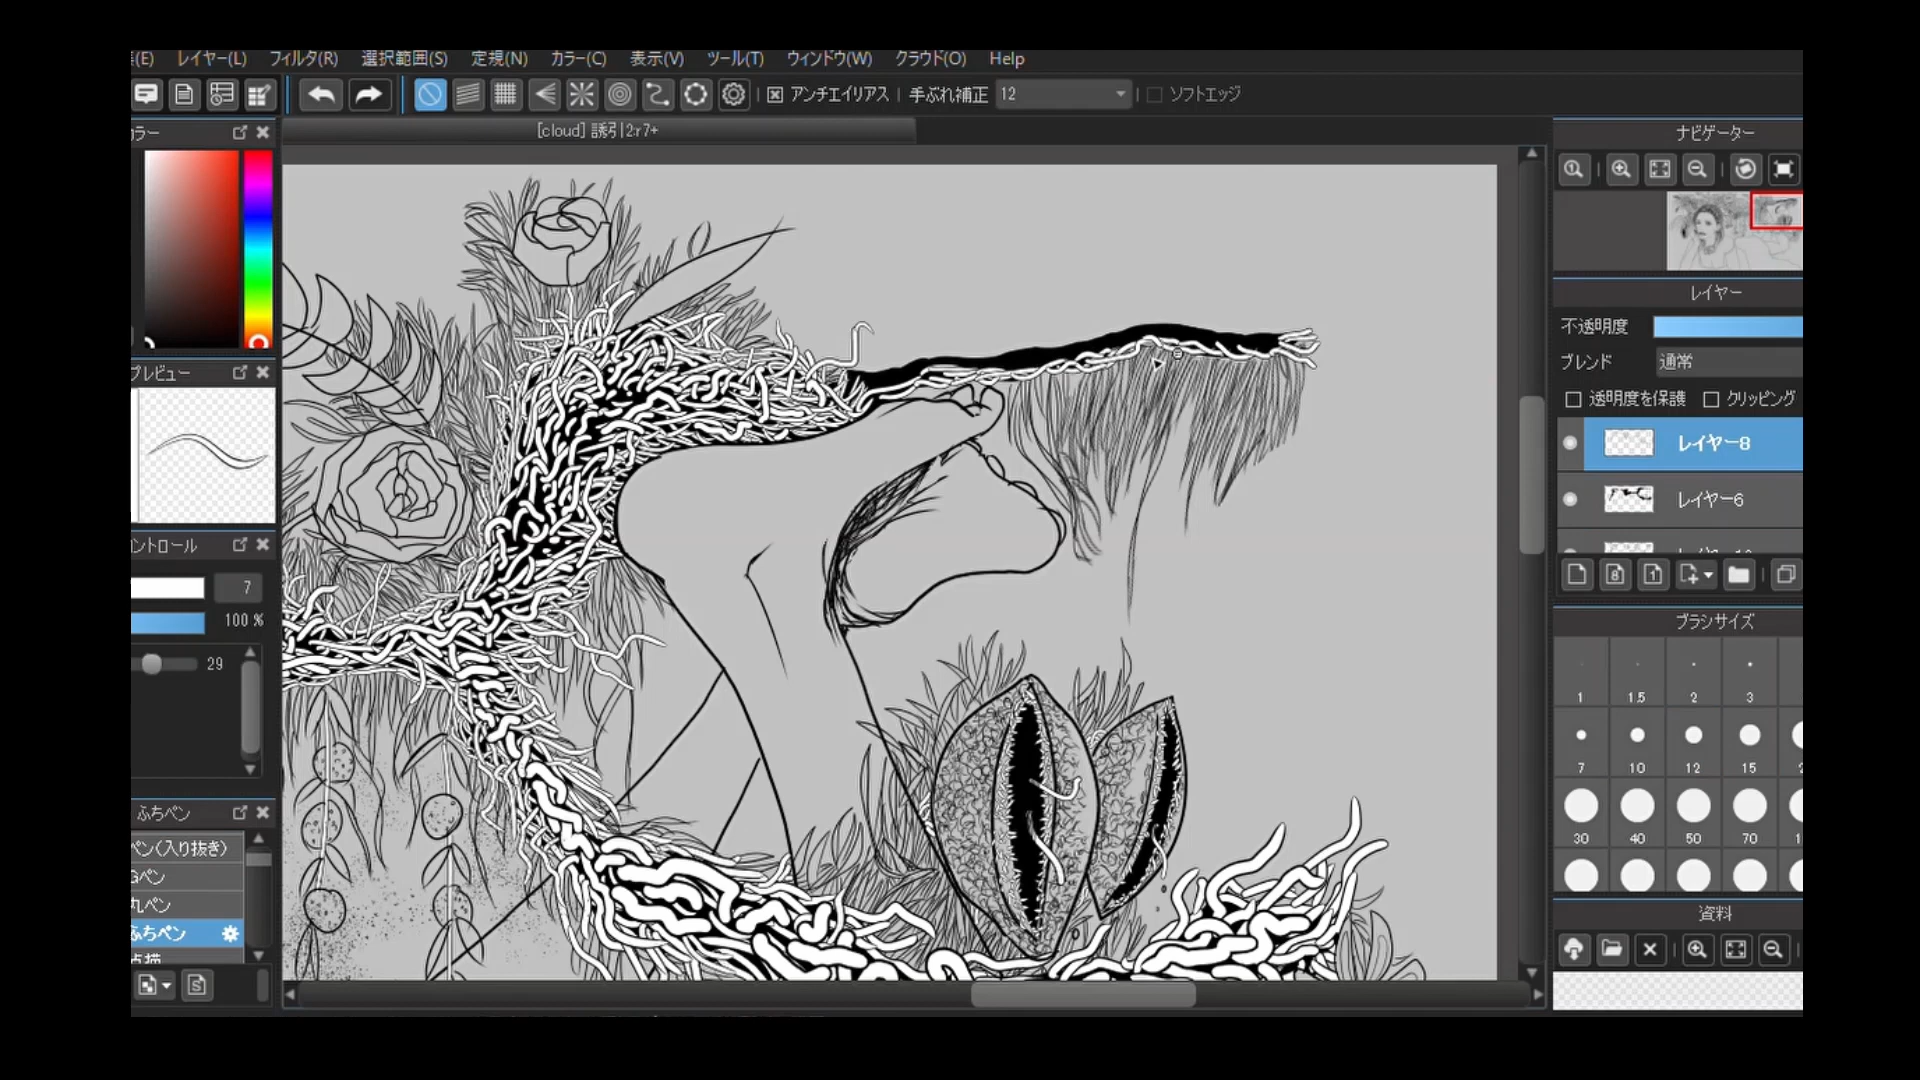 (E) レイヤー(L) フィルタ(R) 選択範囲(S) 定規(N) カラー(C) 表示(V) ツール(T) ウィンドウ(W) クラウド(O) Help
アンチエイリアス 手ぶれ補正 12 ソフトエッジ
[cloud] 誘引2:r7+
ラー
プレビュー
ントロール
7
100 %
29
ふちペン
ペン(入り抜き)
Gペン
丸ペン
ふちペン
点描
ナビゲーター
レイヤー
不透明度
ブレンド 通常
透明度を保護 クリッピング
レイヤー8
レイヤー6
ブラシサイズ
1 1.5 2 3
7 10 12 15
30 40 50 70
資料